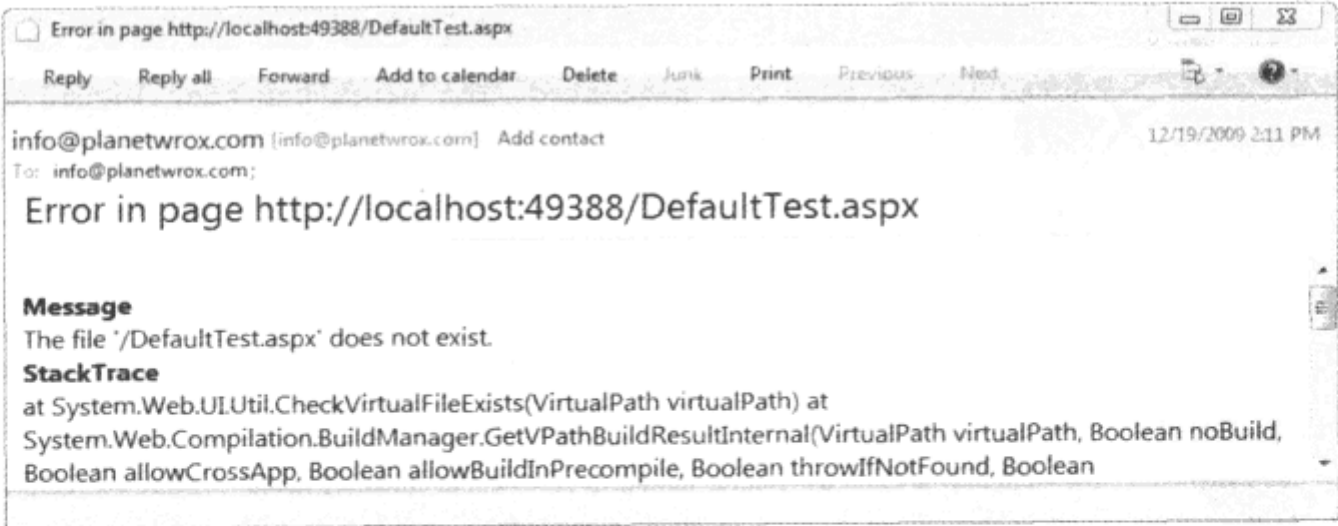 Error in page http://localhost:49388/DefaultTest.aspx
Reply Reply all Forward Add to calendar Delete Junk Print Previous Next
info@planetwrox.com [info@planetwrox.com] Add contact 12/19/2009 2:11 PM
To: info@planetwrox.com;
Error in page http://localhost:49388/DefaultTest.aspx
Message
The file '/DefaultTest.aspx' does not exist.
StackTrace
at System.Web.UI.Util.CheckVirtualFileExists(VirtualPath virtualPath) at
System.Web.Compilation.BuildManager.GetVPathBuildResultInternal(VirtualPath virtualPath, Boolean noBuild,
Boolean allowCrossApp, Boolean allowBuildInPrecompile, Boolean throwIfNotFound, Boolean